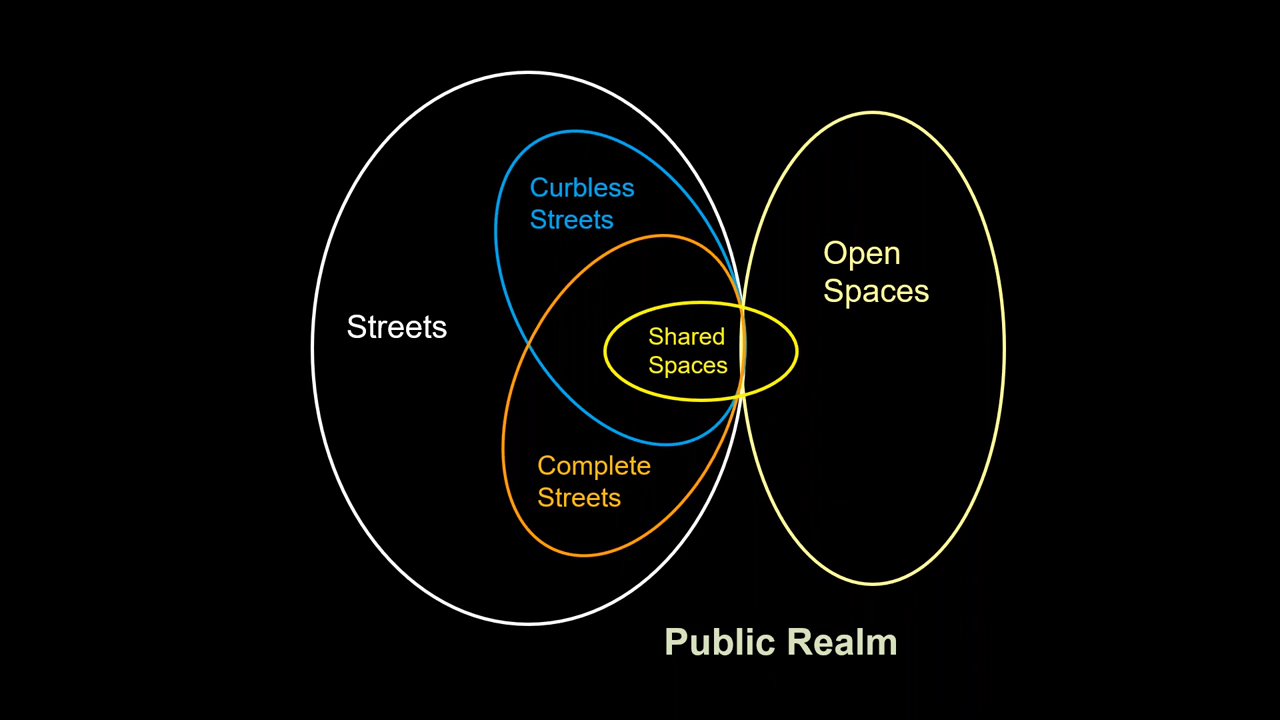 Curbless
Streets
Open
Spaces
Streets
Shared
Spaces
Complete
Streets
Public Realm